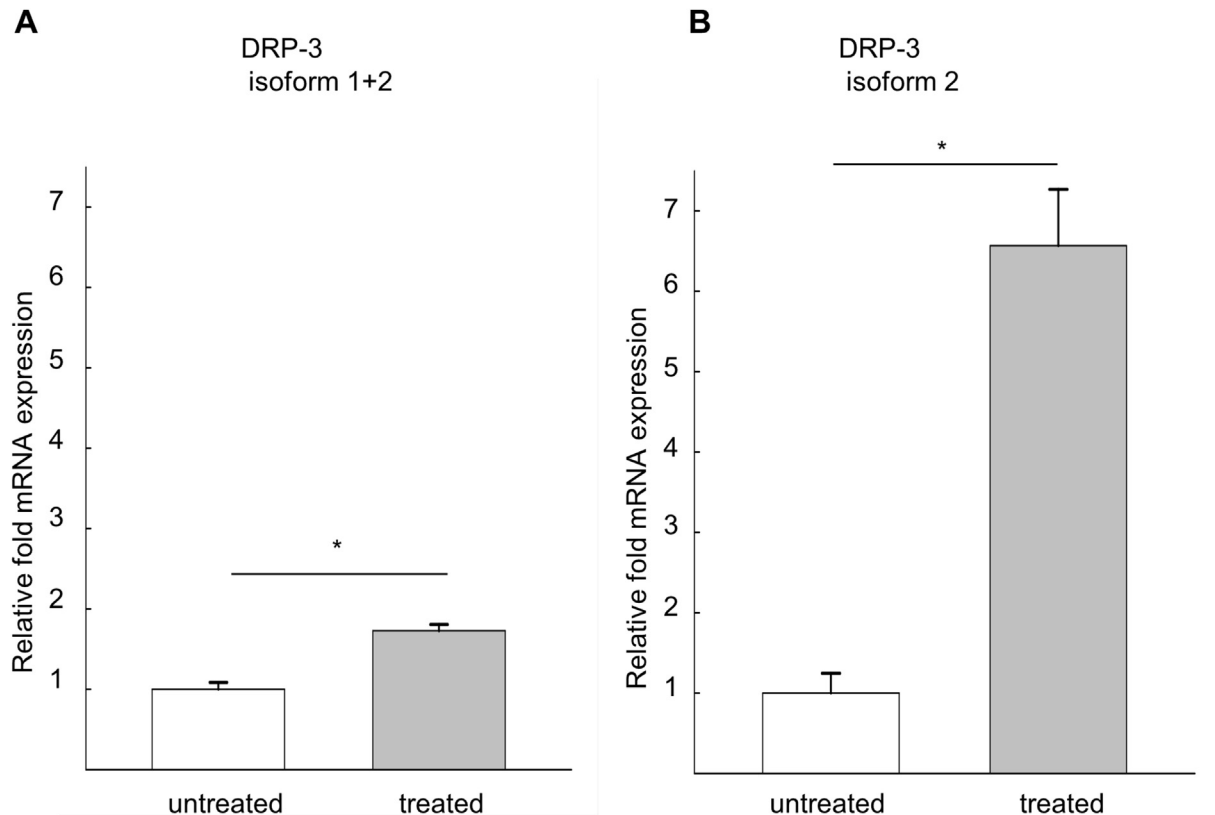 A
DRP-3
isoform 1+2
Relative fold mRNA expression
7
6
5
4
3
2
1
*
untreated
treated
B
DRP-3
isoform 2
Relative fold mRNA expression
7
6
5
4
3
2
1
*
untreated
treated